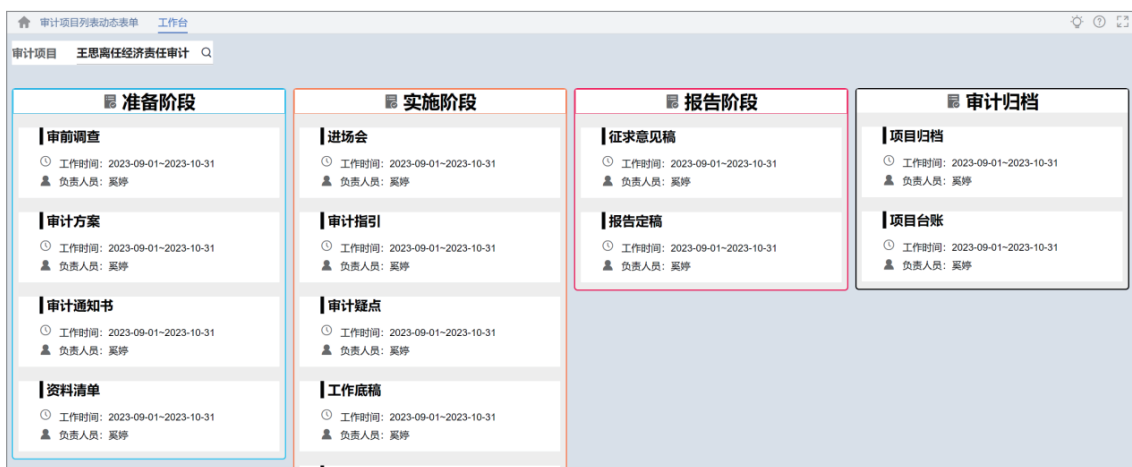 审计项目列表动态表单 工作台
审计项目 王思离任经济责任审计
准备阶段
审前调查
工作时间：2023-09-01~2023-10-31
负责人员：奚婷
审计方案
工作时间：2023-09-01~2023-10-31
负责人员：奚婷
审计通知书
工作时间：2023-09-01~2023-10-31
负责人员：奚婷
资料清单
工作时间：2023-09-01~2023-10-31
负责人员：奚婷
实施阶段
进场会
工作时间：2023-09-01~2023-10-31
负责人员：奚婷
审计指引
工作时间：2023-09-01~2023-10-31
负责人员：奚婷
审计疑点
工作时间：2023-09-01~2023-10-31
负责人员：奚婷
工作底稿
工作时间：2023-09-01~2023-10-31
负责人员：奚婷
报告阶段
征求意见稿
工作时间：2023-09-01~2023-10-31
负责人员：奚婷
报告定稿
工作时间：2023-09-01~2023-10-31
负责人员：奚婷
审计归档
项目归档
工作时间：2023-09-01~2023-10-31
负责人员：奚婷
项目台账
工作时间：2023-09-01~2023-10-31
负责人员：奚婷